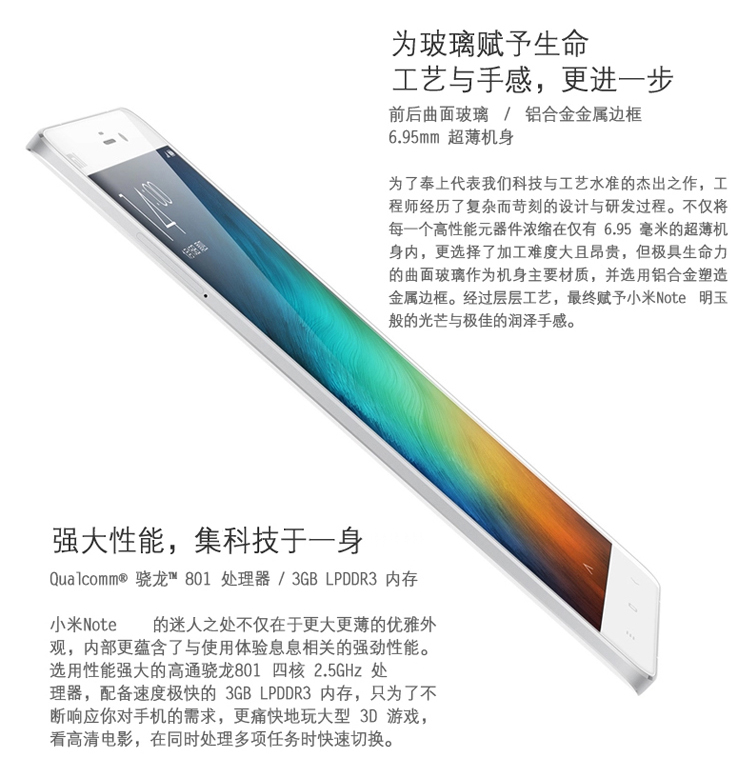 为玻璃赋予生命
工艺与手感，更进一步
前后曲面玻璃 / 铝合金金属边框
6.95mm 超薄机身
为了奉上代表我们科技与工艺水准的杰出之作，工
程师经历了复杂而苛刻的设计与研发过程。不仅将
每一个高性能元器件浓缩在仅有 6.95 毫米的超薄机
身内，更选择了加工难度大且昂贵，但极具生命力
的曲面玻璃作为机身主要材质，并选用铝合金塑造
金属边框。经过层层工艺，最终赋予小米Note 明玉
般的光芒与极佳的润泽手感。
强大性能，集科技于一身
Qualcomm® 骁龙™ 801 处理器 / 3GB LPDDR3 内存
小米Note 的迷人之处不仅在于更大更薄的优雅外
观，内部更蕴含了与使用体验息息相关的强劲性能。
选用性能强大的高通骁龙801 四核 2.5GHz 处
理器，配备速度极快的 3GB LPDDR3 内存，只为了不
断响应你对手机的需求，更痛快地玩大型 3D 游戏，
看高清电影，在同时处理多项任务时快速切换。